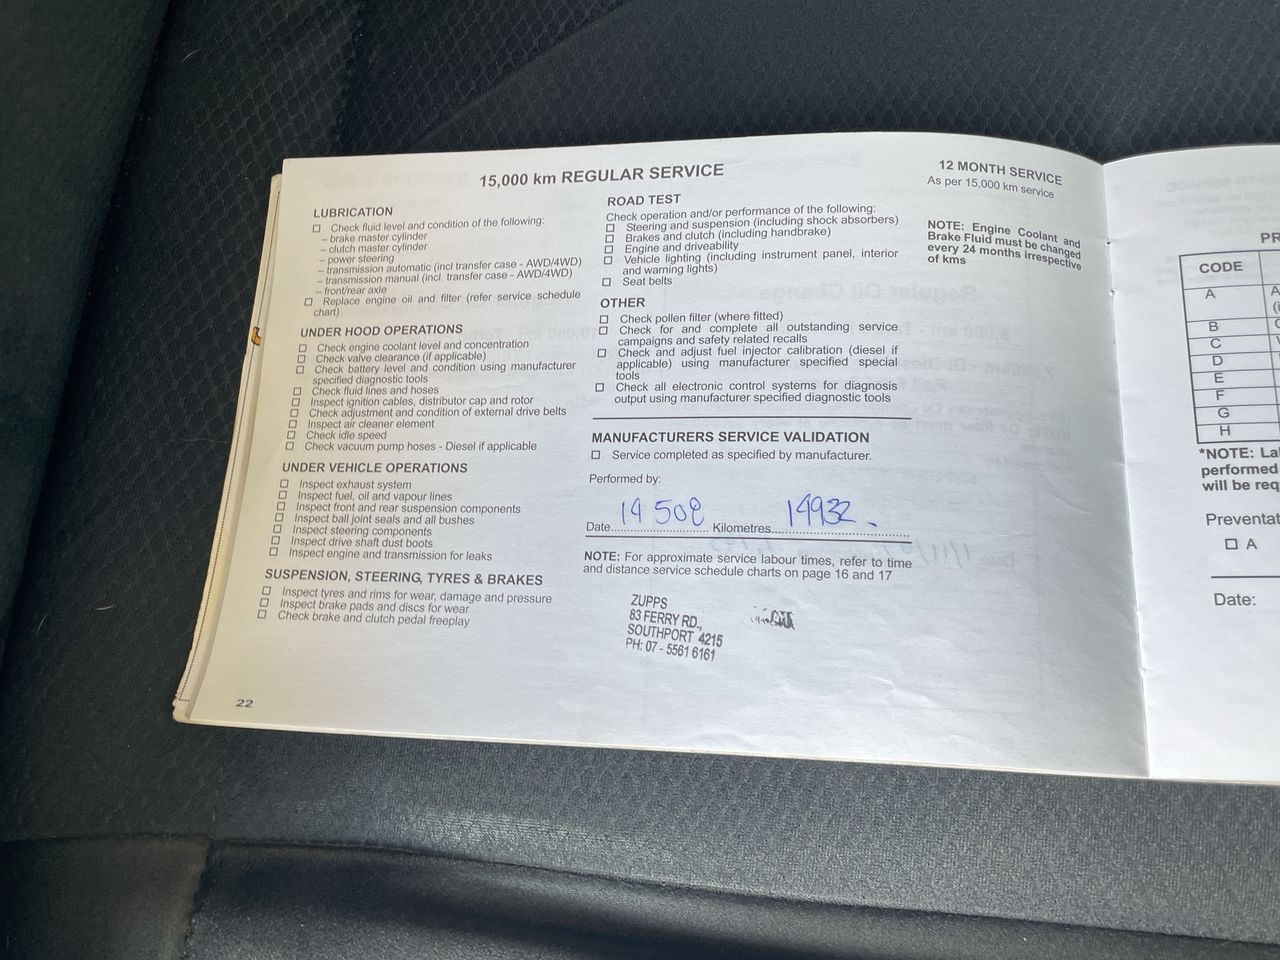 15,000 km REGULAR SERVICE
LUBRICATION
Check fluid level and condition of the following:
– brake master cylinder
– clutch master cylinder
– power steering
– transmission automatic (incl transfer case - AWD/4WD)
– transmission manual (incl. transfer case - AWD/4WD)
– front/rear axle
Replace engine oil and filter (refer service schedule
chart)
UNDER HOOD OPERATIONS
Check engine coolant level and concentration
Check valve clearance (if applicable)
Check battery level and condition using manufacturer
specified diagnostic tools
Check fluid lines and hoses
Inspect ignition cables, distributor cap and rotor
Check adjustment and condition of external drive belts
Inspect air cleaner element
Check idle speed
Check vacuum pump hoses - Diesel if applicable
UNDER VEHICLE OPERATIONS
Inspect exhaust system
Inspect fuel, oil and vapour lines
Inspect front and rear suspension components
Inspect ball joint seals and all bushes
Inspect steering components
Inspect drive shaft dust boots
Inspect engine and transmission for leaks
SUSPENSION, STEERING, TYRES & BRAKES
Inspect tyres and rims for wear, damage and pressure
Inspect brake pads and discs for wear
Check brake and clutch pedal freeplay
22
ROAD TEST
Check operation and/or performance of the following:
Steering and suspension (including shock absorbers)
Brakes and clutch (including handbrake)
Engine and driveability
Vehicle lighting (including instrument panel, interior
and warning lights)
Seat belts
OTHER
Check pollen filter (where fitted)
Check for and complete all outstanding service
campaigns and safety related recalls
Check and adjust fuel injector calibration (diesel if
applicable) using manufacturer specified special
tools
Check all electronic control systems for diagnosis
output using manufacturer specified diagnostic tools
MANUFACTURERS SERVICE VALIDATION
Service completed as specified by manufacturer.
Performed by:
Date 14 508 Kilometres 14932.
NOTE: For approximate service labour times, refer to time
and distance service schedule charts on page 16 and 17
ZUPPS
83 FERRY RD.,
SOUTHPORT 4215
PH: 07 - 5561 6161
12 MONTH SERVICE
As per 15,000 km service
NOTE: Engine Coolant and
Brake Fluid must be changed
every 24 months irrespective
of kms
PR
CODE
A A
B
C
D
E
F
G
H
*NOTE: La
performed
will be req
Preventat
A
Date: